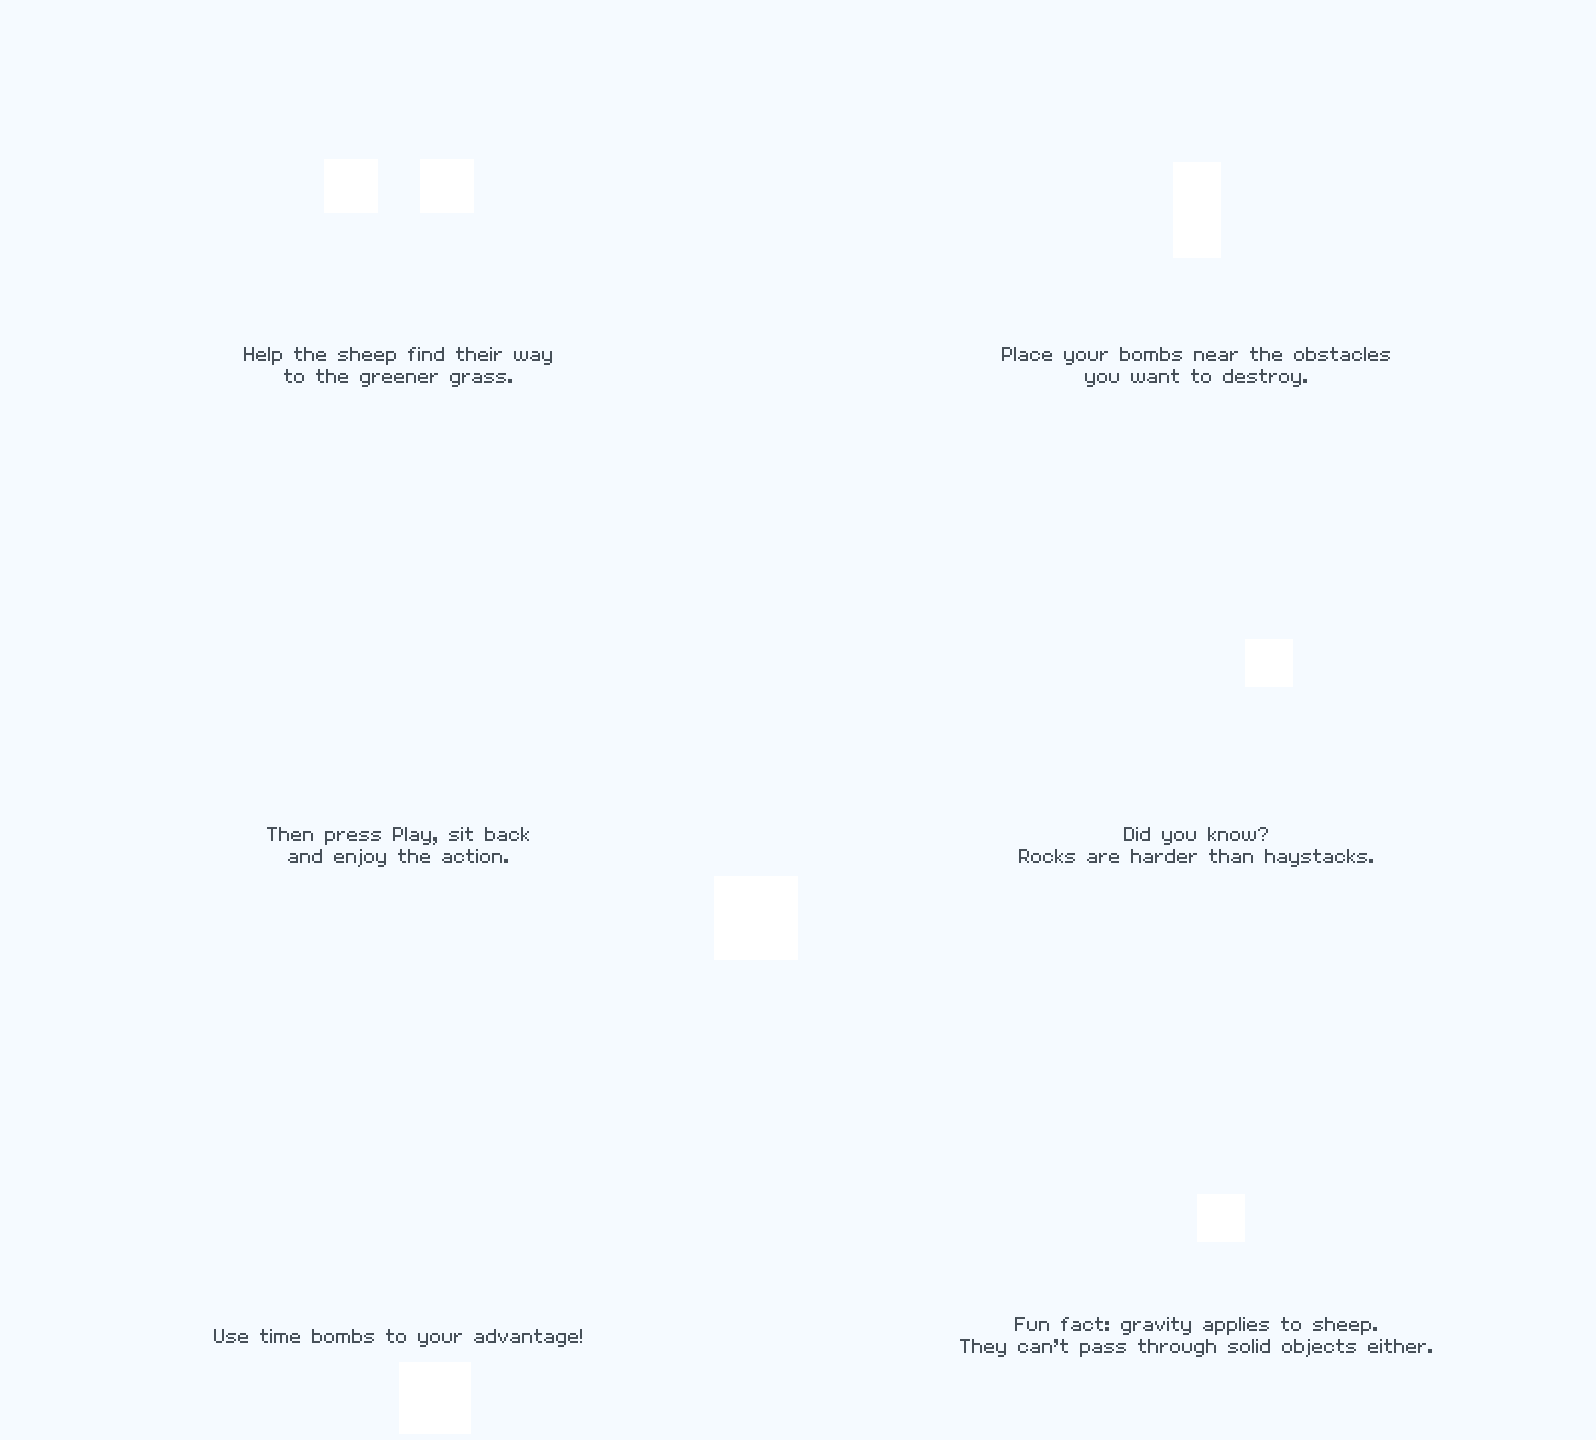 Help the sheep find their way
to the greener grass.
Place your bombs near the obstacles
you want to destroy.
Then press Play, sit back
and enjoy the action.
Did you know?
Rocks are harder than haystacks.
Use time bombs to your advantage!
Fun fact: gravity applies to sheep.
They can't pass through solid objects either.